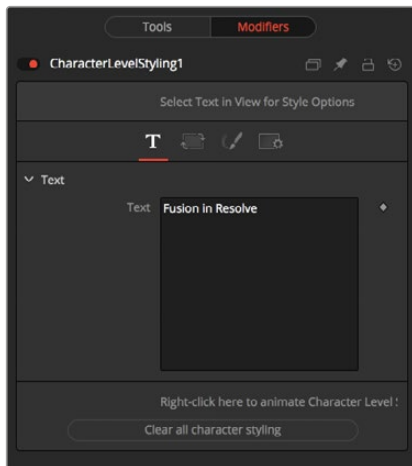 Tools Modifiers
CharacterLevelStyling1
Select Text in View for Style Options
T
Text
Text Fusion in Resolve
Right-click here to animate Character Level S
Clear all character styling